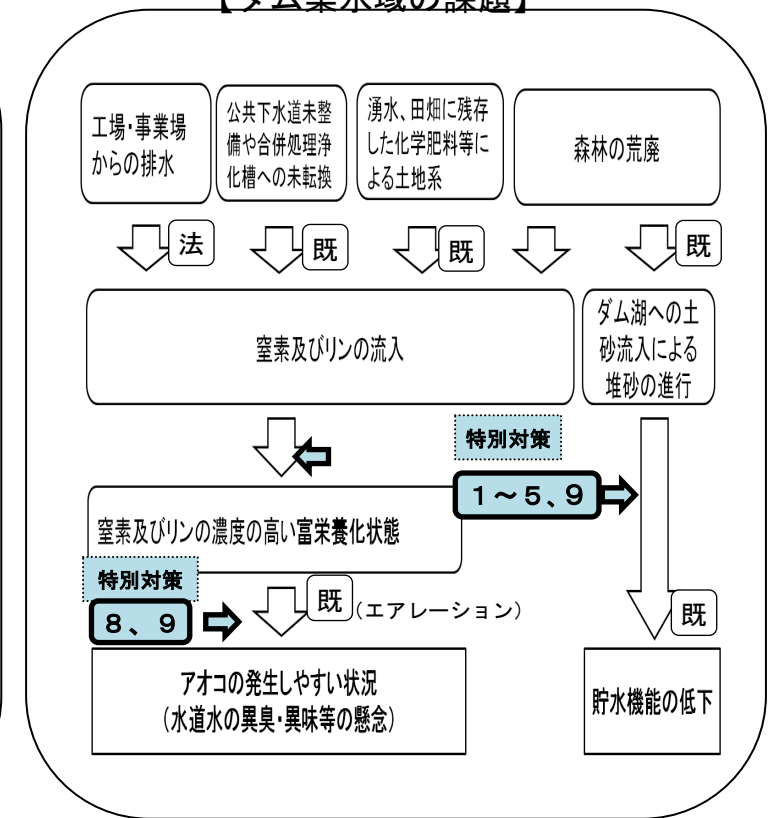 【ダム集水域の課題】
工場・事業場
からの排水
公共下水道未整
備や合併処理浄
化槽への未転換
湧水、田畑に残存
した化学肥料等に
よる土地系
森林の荒廃
法
既
既
既
窒素及びリンの流入
ダム湖への土
砂流入による
堆砂の進行
特別対策
1～5、9
窒素及びリンの濃度の高い富栄養化状態
特別対策
8、9
既
(エアレーション)
既
アオコの発生しやすい状況
(水道水の異臭・異味等の懸念)
貯水機能の低下